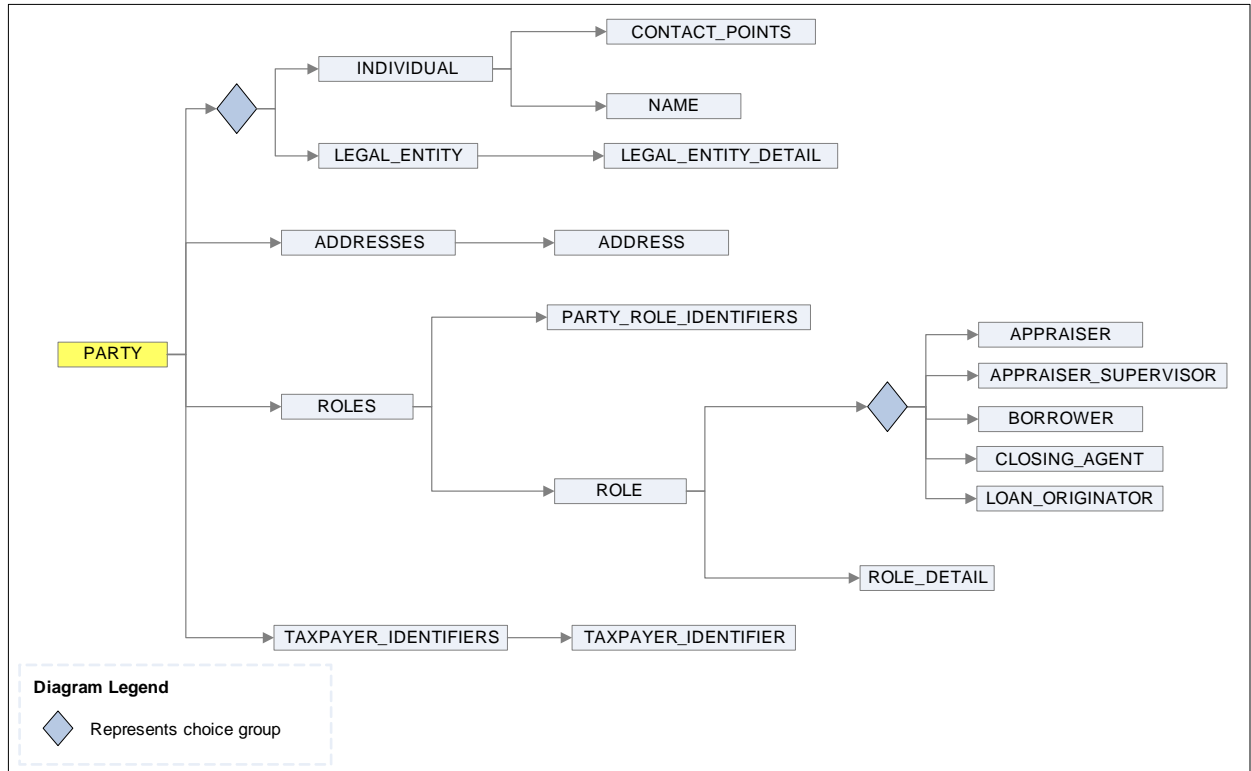 CONTACT_POINTS
INDIVIDUAL
NAME
LEGAL_ENTITY
LEGAL_ENTITY_DETAIL
ADDRESSES
ADDRESS
PARTY_ROLE_IDENTIFIERS
APPRAISER
PARTY
APPRAISER_SUPERVISOR
ROLES
BORROWER
CLOSING_AGENT
ROLE
LOAN_ORIGINATOR
ROLE_DETAIL
TAXPAYER_IDENTIFIERS
TAXPAYER_IDENTIFIER
Diagram Legend
Represents choice group